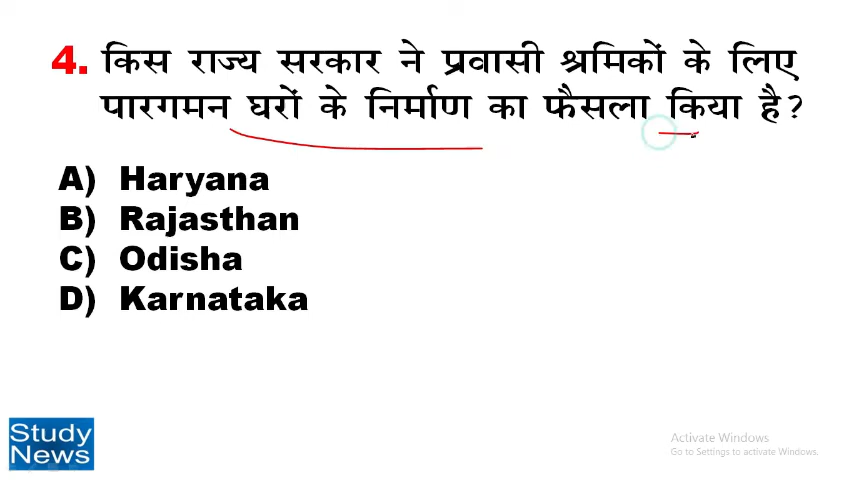 4. किस राज्य सरकार ने प्रवासी श्रमिकों के लिए
पारगमन घरों के निर्माण का फैसला किया है?
A) Haryana
B) Rajasthan
C) Odisha
D) Karnataka
Study
News
Activate Windows
Go to Settings to activate Windows.